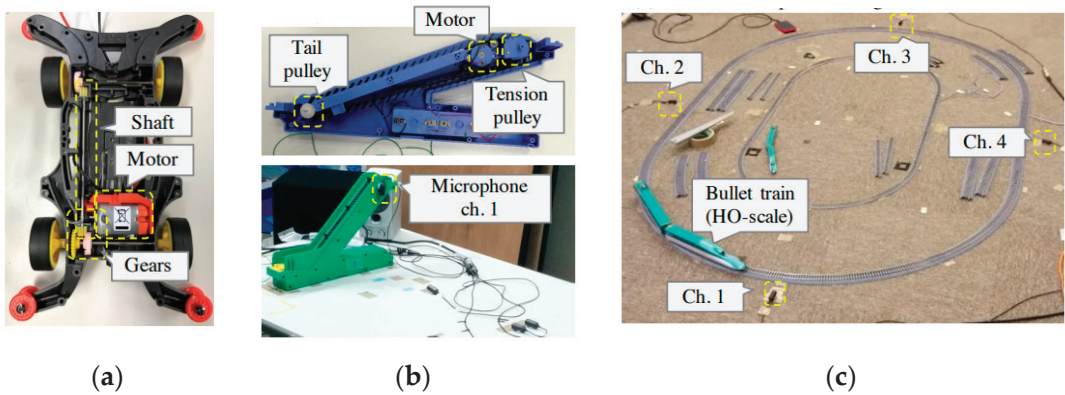 Shaft
Motor
Gears
(a)
Motor
Tail
pulley
Tension
pulley
Microphone
ch. 1
(b)
Ch. 3
Ch. 2
Ch. 4
Bullet train
(HO-scale)
Ch. 1
(c)